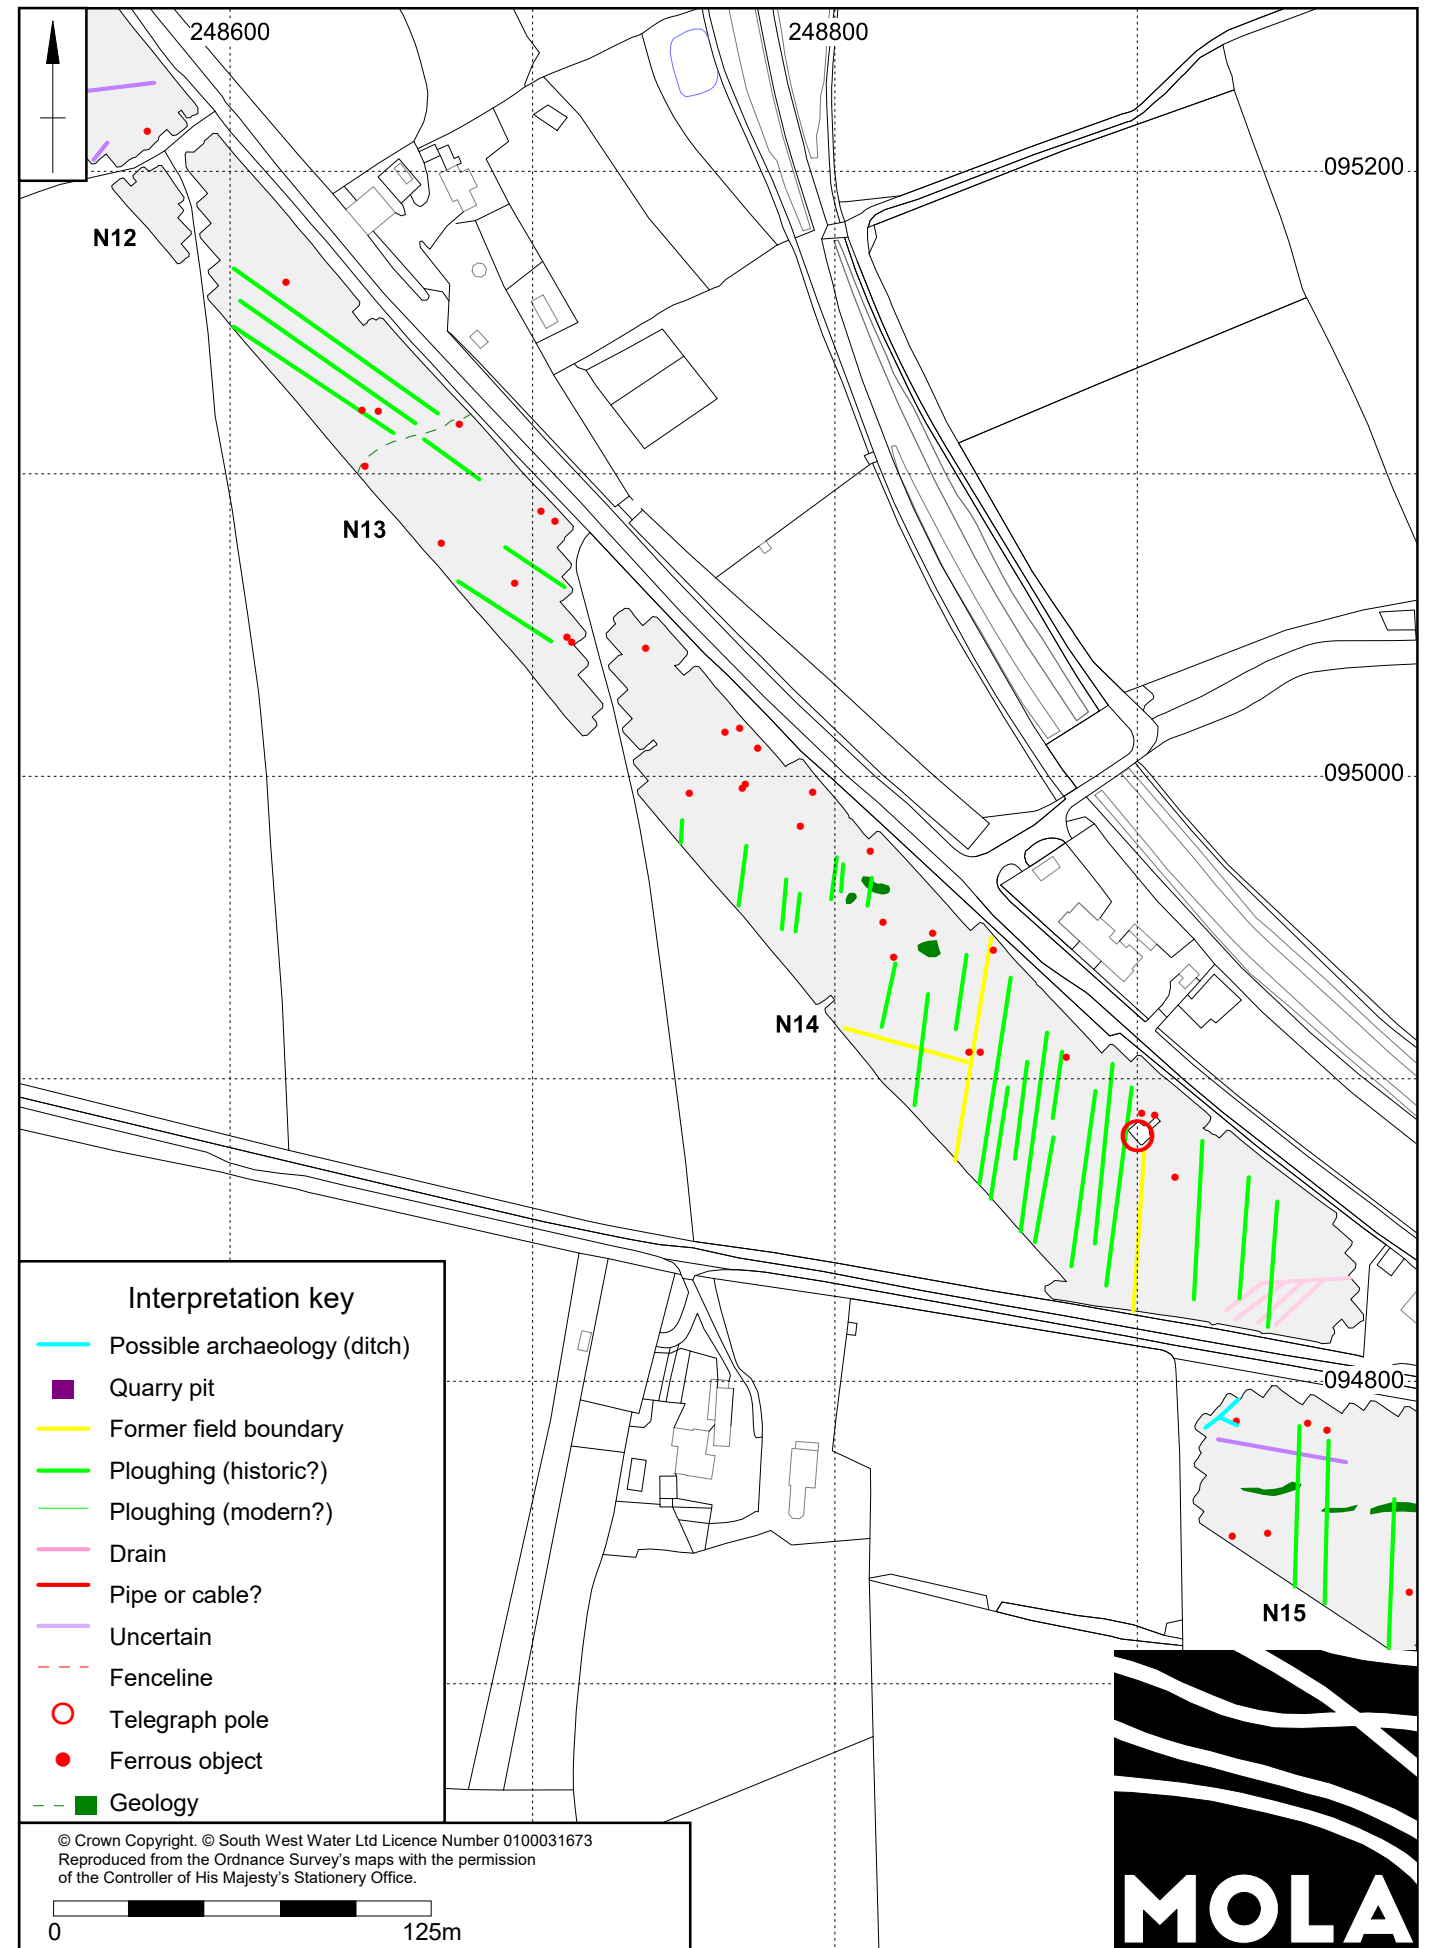 248600
248800
095200
N12
N13
095000
N14
094800
N15
Interpretation key
Possible archaeology (ditch)
Quarry pit
Former field boundary
Ploughing (historic?)
Ploughing (modern?)
Drain
Pipe or cable?
Uncertain
Fenceline
Telegraph pole
Ferrous object
Geology
© Crown Copyright. © South West Water Ltd Licence Number 0100031673
Reproduced from the Ordnance Survey's maps with the permission
of the Controller of His Majesty's Stationery Office.
0
125m
MOLA